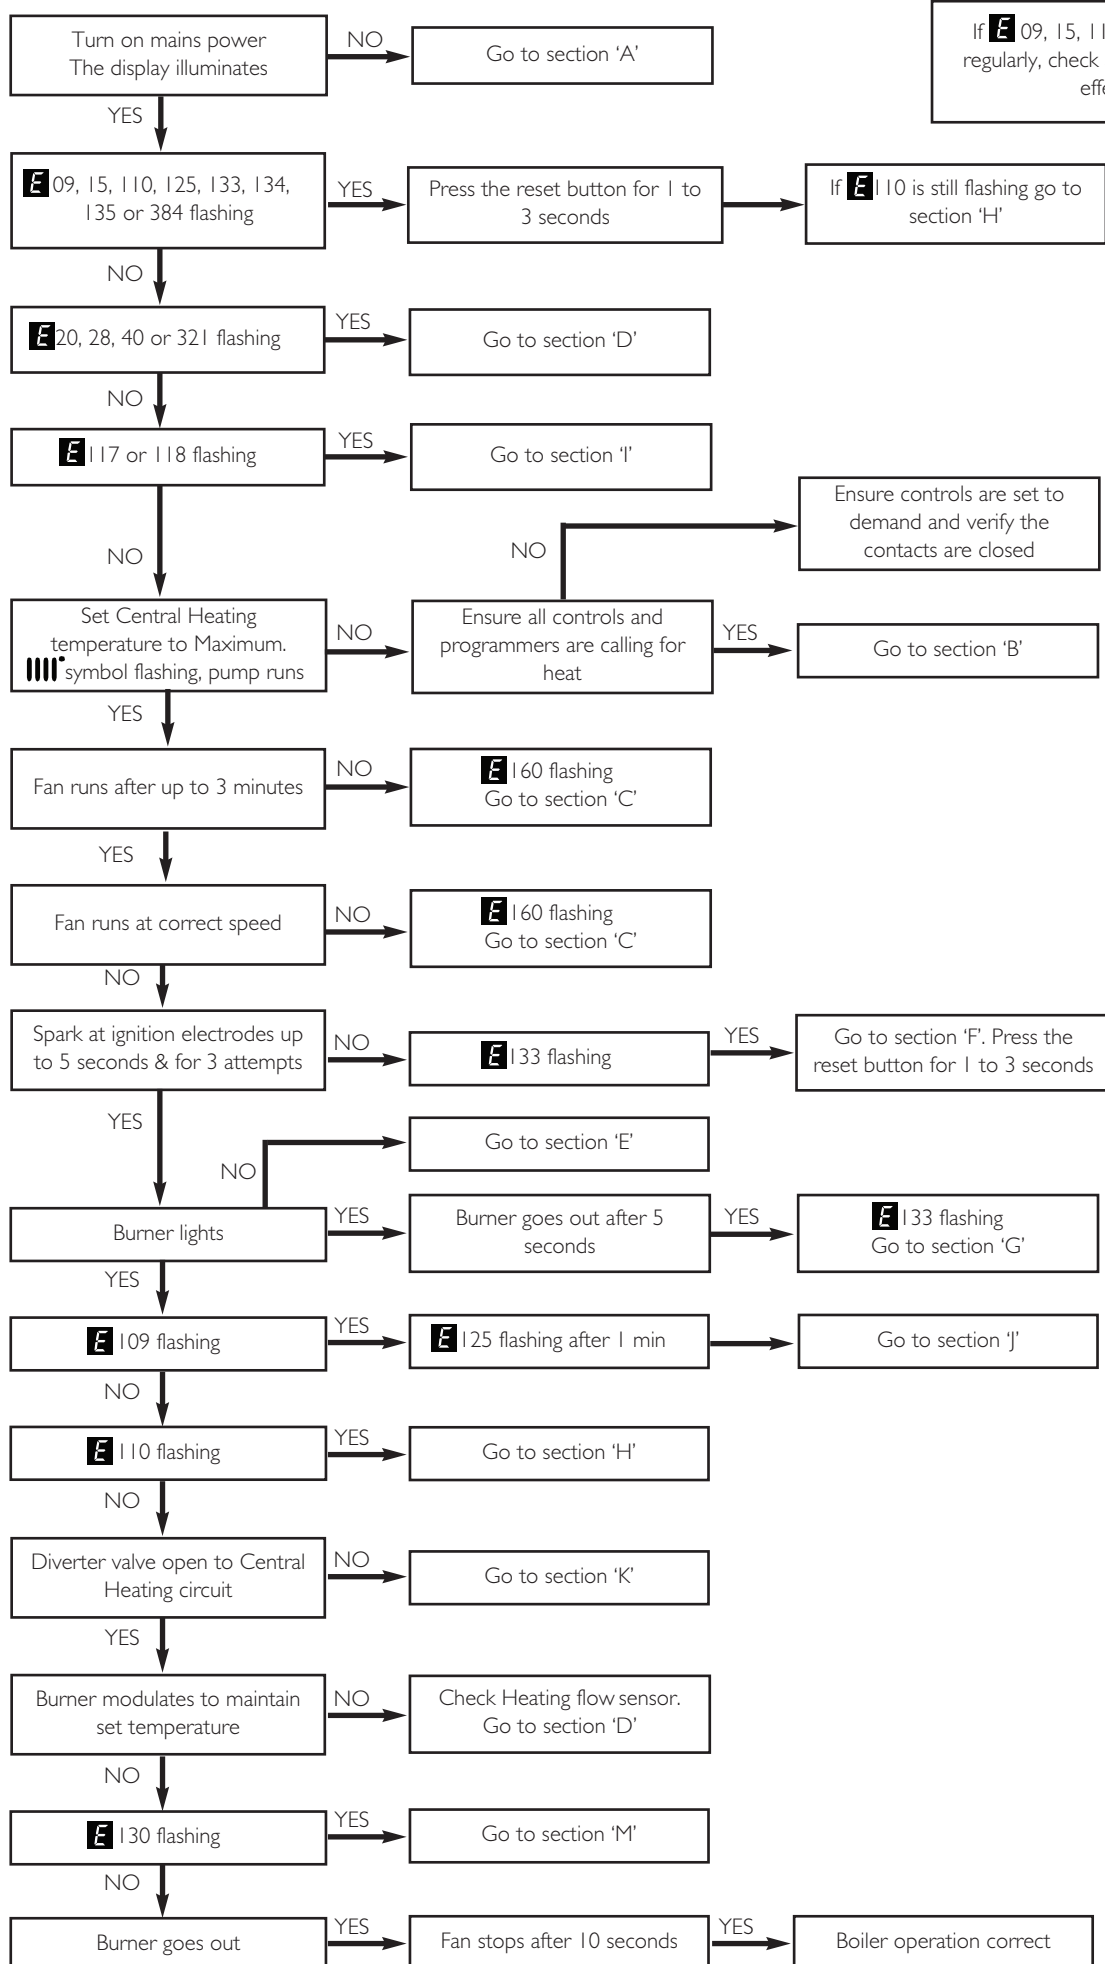 Turn on mains power
The display illuminates
NO
Go to section ‘A’
If E 09, 15, 11
regularly, check
effe
YES
E 09, 15, 110, 125, 133, 134,
135 or 384 flashing
YES
Press the reset button for 1 to
3 seconds
If E 110 is still flashing go to
section ‘H’
NO
E 20, 28, 40 or 321 flashing
YES
Go to section ‘D’
NO
E 117 or 118 flashing
YES
Go to section ‘I’
NO
Ensure controls are set to
demand and verify the
contacts are closed
NO
Set Central Heating
temperature to Maximum.
symbol flashing, pump runs
NO
Ensure all controls and
programmers are calling for
heat
YES
Go to section ‘B’
YES
Fan runs after up to 3 minutes
NO
E 160 flashing
Go to section ‘C’
YES
Fan runs at correct speed
NO
E 160 flashing
Go to section ‘C’
NO
Spark at ignition electrodes up
to 5 seconds & for 3 attempts
NO
E 133 flashing
YES
Go to section ‘F’. Press the
reset button for 1 to 3 seconds
YES
NO
Go to section ‘E’
Burner lights
YES
Burner goes out after 5
seconds
YES
E 133 flashing
Go to section ‘G’
YES
E 109 flashing
YES
E 125 flashing after 1 min
Go to section ‘J’
NO
E 110 flashing
YES
Go to section ‘H’
NO
Diverter valve open to Central
Heating circuit
NO
Go to section ‘K’
YES
Burner modulates to maintain
set temperature
NO
Check Heating flow sensor.
Go to section ‘D’
NO
E 130 flashing
YES
Go to section ‘M’
NO
Burner goes out
YES
Fan stops after 10 seconds
YES
Boiler operation correct